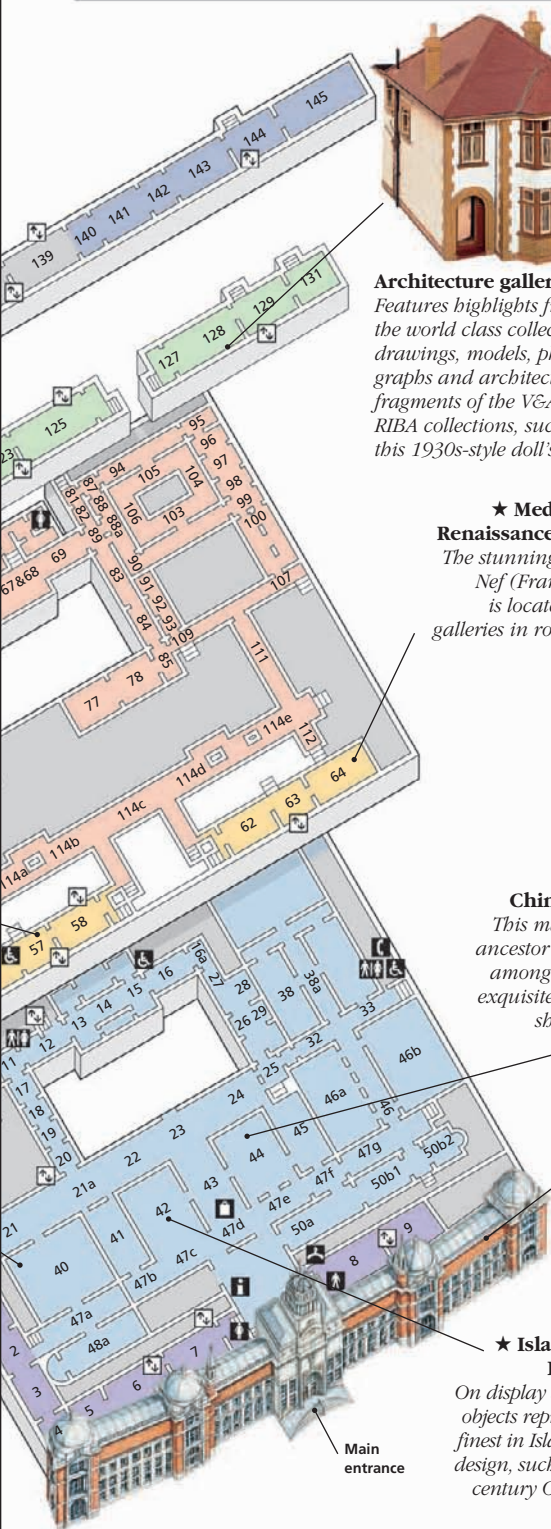 145
144
143
142
141
140
139
131
129
128
127
125
23
Architecture galler
Features highlights f
the world class collec
drawings, models, p
graphs and architect
fragments of the V&A
RIBA collections, suc
this 1930s-style doll's
95
96
97
98
99
100
94
105
104
103
106
87
88
88a
81
82
89
90
91
92
93
83
84
85
69
67&68
107
109
111
112
77
78
★ Med
Renaissance
The stunning
Nef (Fran
is locate
galleries in ro
114e
114d
114c
114b
114a
64
63
62
58
57
Chin
This ma
ancestor
among
exquisite
sh
16a
16
15
14
13
12
11
27
28
38
38a
33
26
29
32
25
17
18
19
20
24
23
22
21a
21
46b
46a
46
45
44
43
42
41
40
47g
47f
47e
47d
47c
47b
47a
48a
50b2
50b1
50a
9
8
7
6
5
4
3
2
★ Isla
On display
objects rep
finest in Isla
design, such
century O
Main
entrance